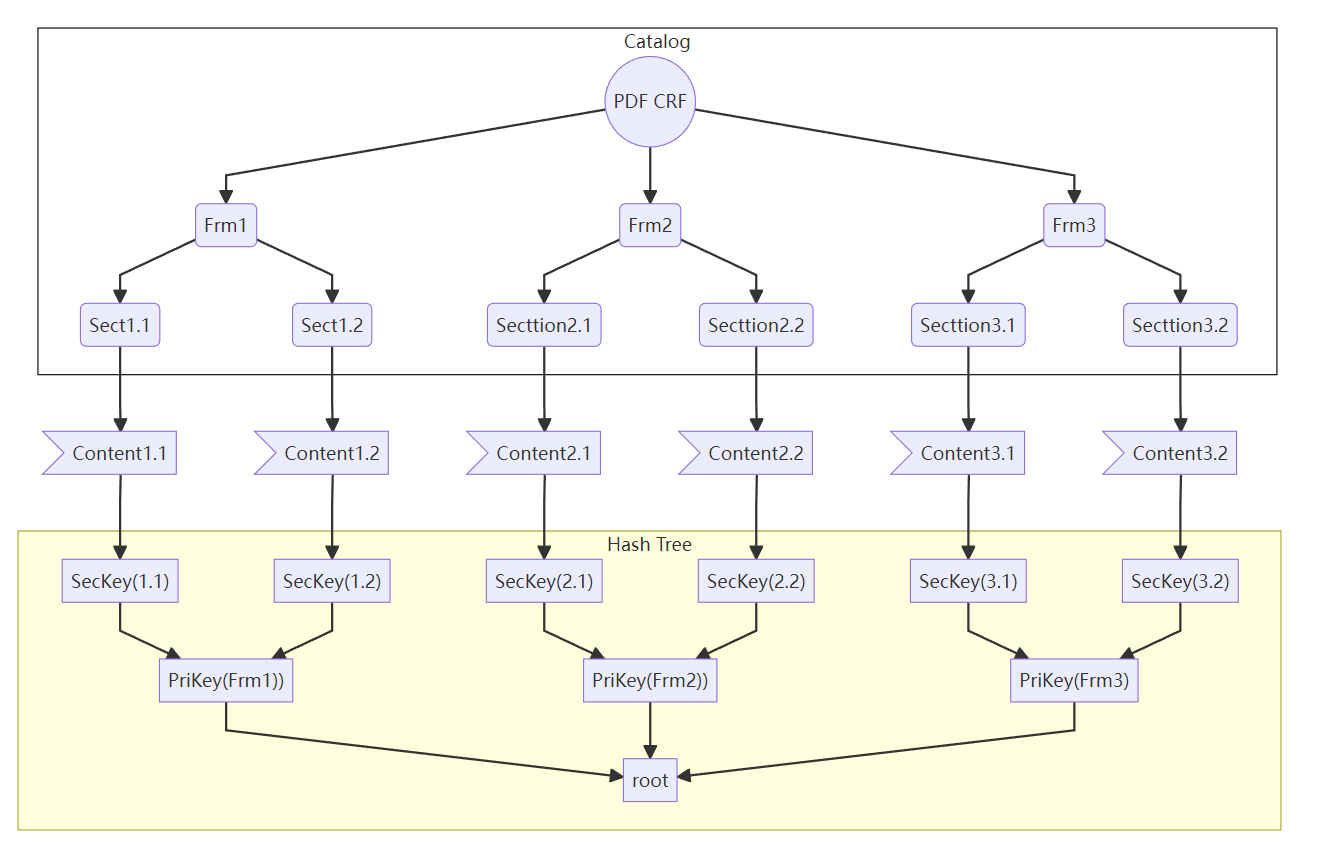 Catalog
PDF CRF
Frm1
Frm2
Frm3
Sect1.1
Sect1.2
Secttion2.1
Secttion2.2
Secttion3.1
Secttion3.2
Content1.1
Content1.2
Content2.1
Content2.2
Content3.1
Content3.2
Hash Tree
SecKey(1.1)
SecKey(1.2)
SecKey(2.1)
SecKey(2.2)
SecKey(3.1)
SecKey(3.2)
PriKey(Frm1))
PriKey(Frm2))
PriKey(Frm3)
root